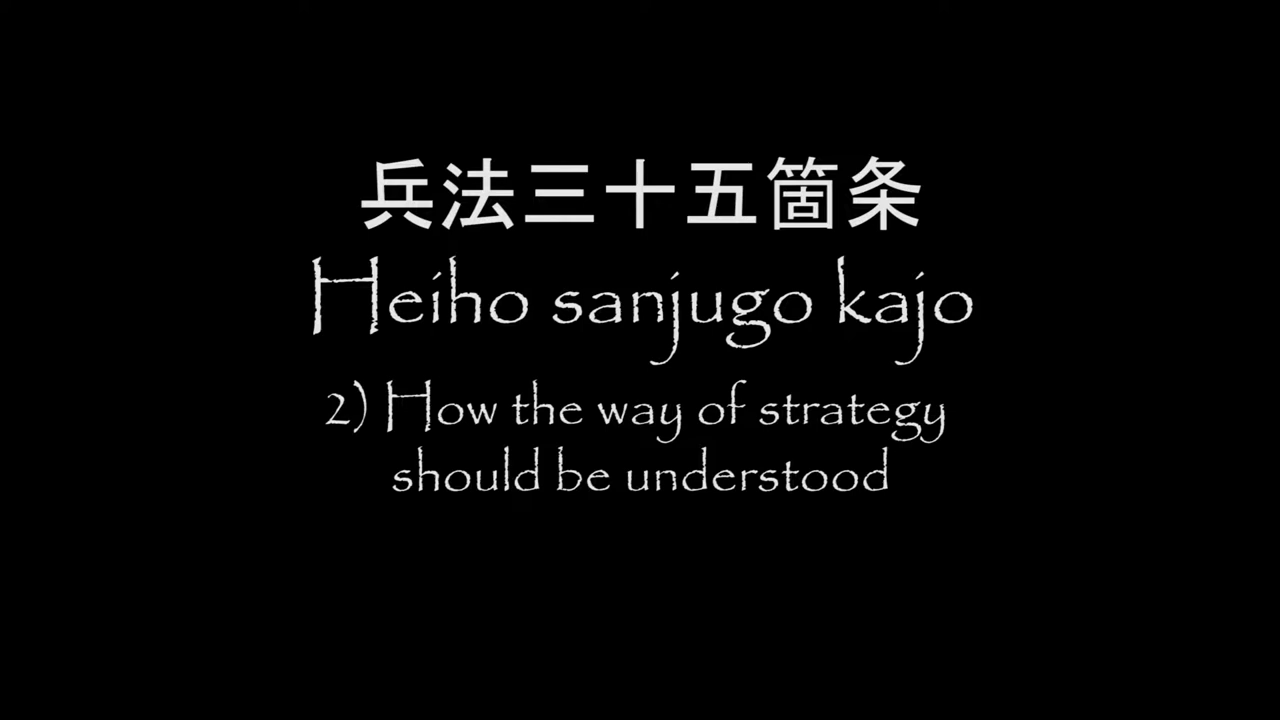 兵法三十五箇条
Heiho sanjugo kajo
2) How the way of strategy
should be understood